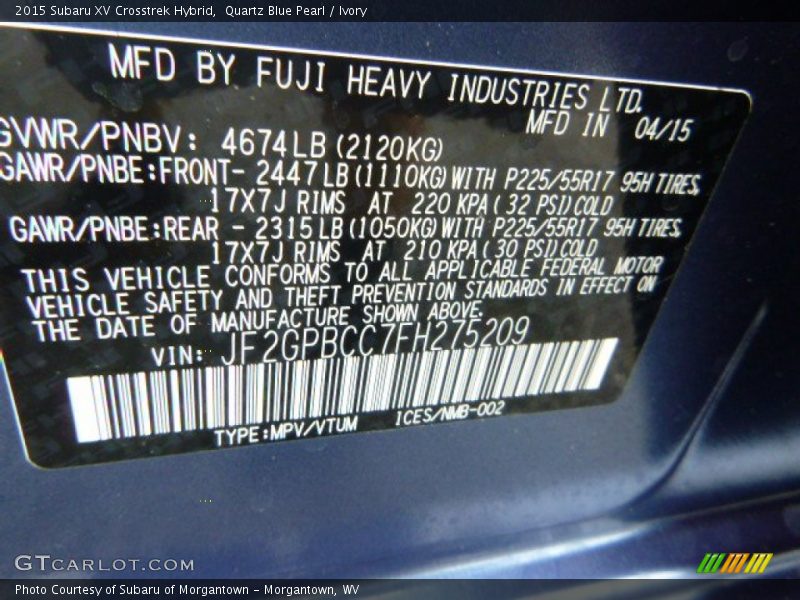 2015 Subaru XV Crosstrek Hybrid,  Quartz Blue Pearl / Ivory
MFD BY FUJI HEAVY INDUSTRIES LTD.
MFD IN 04/15
GVWR/PNBV: 4674LB(2120KG)
GAWR/PNBE:FRONT- 2447LB(1110KG)WITH P225/55R17 95H TIRES,
17X7J RIMS AT 220 KPA(32 PSI)COLD
GAWR/PNBE:REAR - 2315LB(1050KG)WITH P225/55R17 95H TIRES,
17X7J RIMS AT 210 KPA(30 PSI)COLD
THIS VEHICLE CONFORMS TO ALL APPLICABLE FEDERAL MOTOR
VEHICLE SAFETY AND THEFT PREVENTION STANDARDS IN EFFECT ON
THE DATE OF MANUFACTURE SHOWN ABOVE.
VIN: JF2GPBCC7FH275209
TYPE:MPV/VTUM ICES/NMB-002
GTCARLOT.COM
Photo Courtesy of Subaru of Morgantown - Morgantown, WV